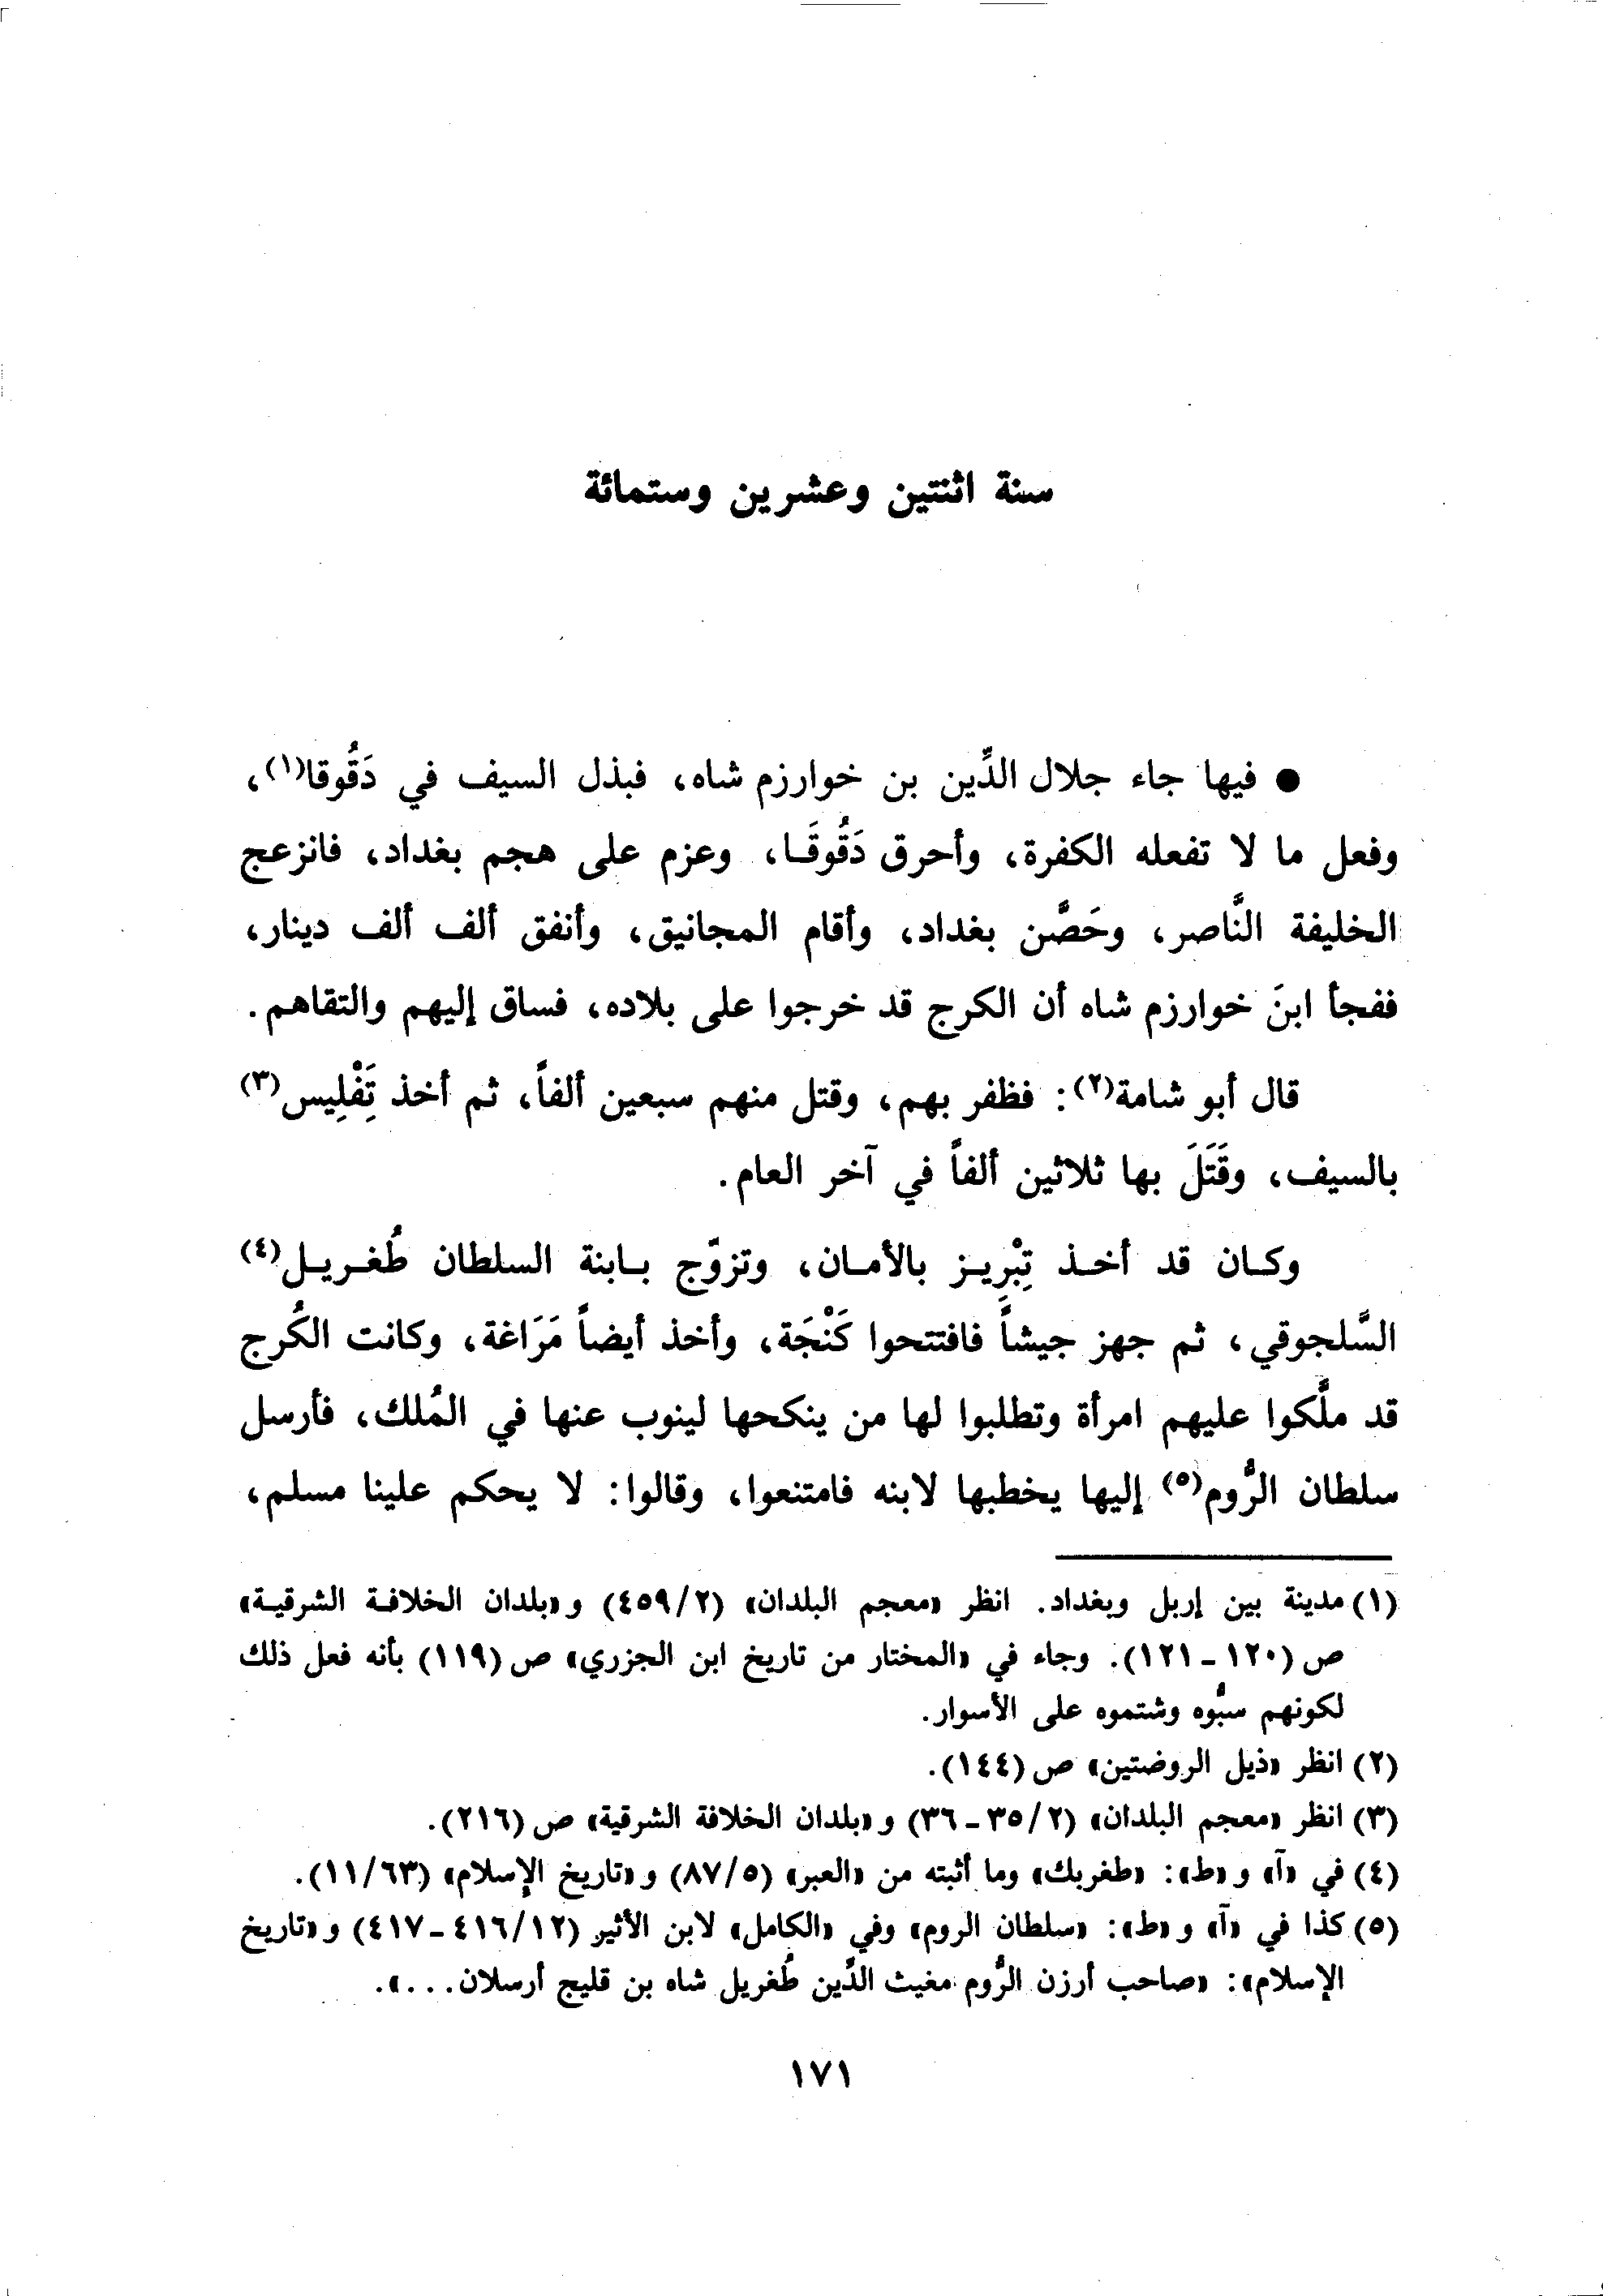 سنة اثنتين وعشرين وستمائة
● فيها جاء جلال الدِّين بن خوارزم شاه، فبذل السيف في دَقُوقا(١)،
وفعل ما لا تفعله الكفرة، وأحرق دَقُوقَـا، وعزم على هجم بغداد، فانزعج
الخليفة النَّاصر، وحَصَّن بغداد، وأقام المجانيق، وأنفق ألف ألف دينار،
ففجأ ابنَ خوارزم شاه أن الكرج قد خرجوا على بلاده، فساق إليهم والتقاهم.
قال أبو شامة(٢): فظفر بهم، وقتل منهم سبعين ألفاً، ثم أخذ تَِفْلِيس(٣)
بالسيف، وقَتَلَ بها ثلاثين ألفاً في آخر العام.
وكـان قد أخـذ تِبْرِيـز بالأمـان، وتزوّج بـابنة السلطان طُغـريـل(٤)
السَّلجوقي، ثم جهز جيشاً فافتتحوا كَنْجَة، وأخذ أيضاً مَرَاغة، وكانت الكُرج
قد ملَّكوا عليهم امرأة وتطلبوا لها من ينكحها لينوب عنها في المُلك، فأرسل
سلطان الرُّوم(٥) إليها يخطبها لابنه فامتنعوا، وقالوا: لا يحكم علينا مسلم،
(١) مدينة بين إربل وبغداد. انظر «معجم البلدان» (٢/٤٥٩) و«بلدان الخلافـة الشرقيـة»
ص (١٢٠ - ١٢١). وجاء في «المختار من تاريخ ابن الجزري» ص (١١٩) بأنه فعل ذلك
لكونهم سبُّوه وشتموه على الأسوار.
(٢) انظر «ذيل الروضتين» ص (١٤٤).
(٣) انظر «معجم البلدان» (٢/٣٥ - ٣٦) و«بلدان الخلافة الشرقية» ص (٢١٦).
(٤) في «آ» و«ط»: «طغربك» وما أثبته من «العبر» (٥/٨٧) و«تاريخ الإسلام» (٦٣/١١).
(٥) كذا في «آ» و«ط»: «سلطان الروم» وفي «الكامل» لابن الأثير (١٢/٤١٦ - ٤١٧) و«تاريخ
الإسلام»: «صاحب أرزن الرُّوم مغيث الدِّين طُغريل شاه بن قليج أرسلان...».
١٧١